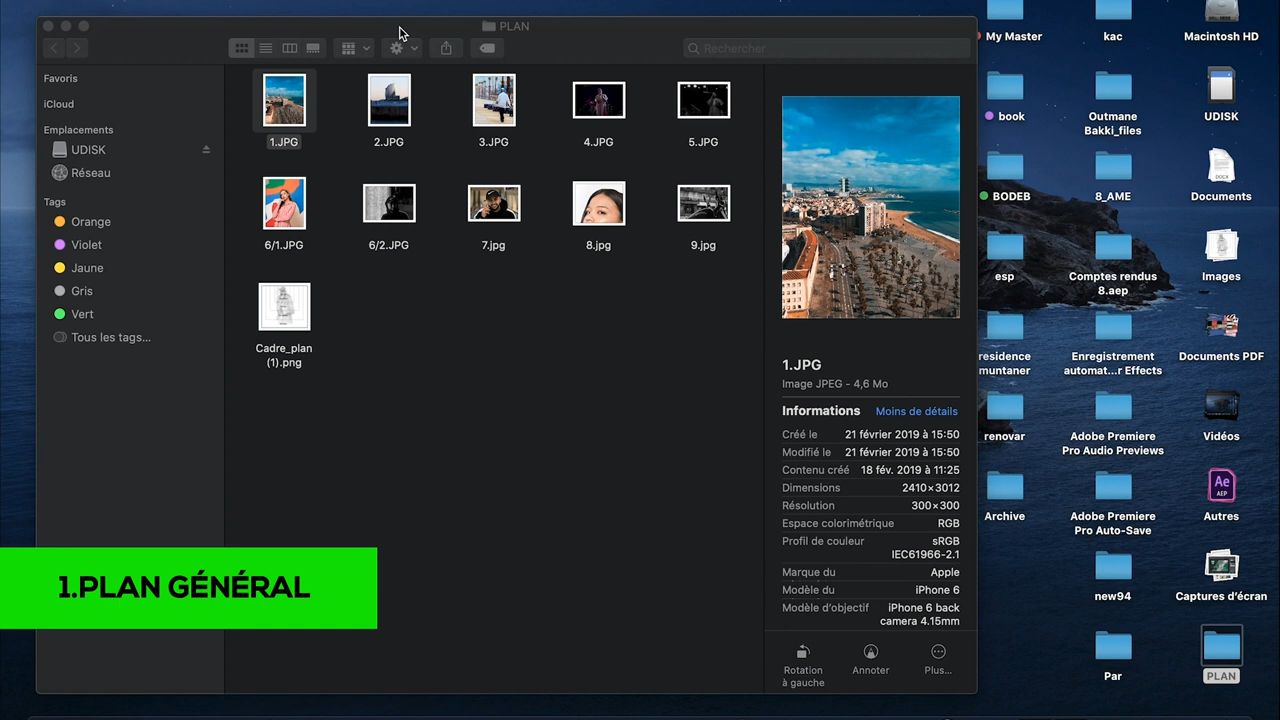 PLAN
Rechercher
Favoris
iCloud
Emplacements
UDISK
Réseau
Tags
Orange
Violet
Jaune
Gris
Vert
Tous les tags...
1.JPG
2.JPG
3.JPG
4.JPG
5.JPG
6/1.JPG
6/2.JPG
7.jpg
8.jpg
9.jpg
Cadre_plan
(1).png
1.JPG
Image JPEG - 4,6 Mo
Informations
Moins de détails
Créé le 21 février 2019 à 15:50
Modifié le 21 février 2019 à 15:50
Contenu créé 18 fév. 2019 à 11:25
Dimensions 2410×3012
Résolution 300×300
Espace colorimétrique RGB
Profil de couleur sRGB
IEC61966-2.1
Marque du Apple
Modèle du iPhone 6
Modèle d'objectif iPhone 6 back
camera 4.15mm
Rotation
à gauche
Annoter
Plus...
1.PLAN GÉNÉRAL
My Master
kac
Macintosh HD
book
Outmane
Bakki_files
UDISK
BODEB
8_AME
DOCX
Documents
esp
Comptes rendus
8.aep
Images
residence
muntaner
Enregistrement
automat...r Effects
Documents PDF
renovar
Adobe Premiere
Pro Audio Previews
Vidéos
Archive
Adobe Premiere
Pro Auto-Save
Ae
AEP
Autres
new94
Captures d'écran
Par
PLAN